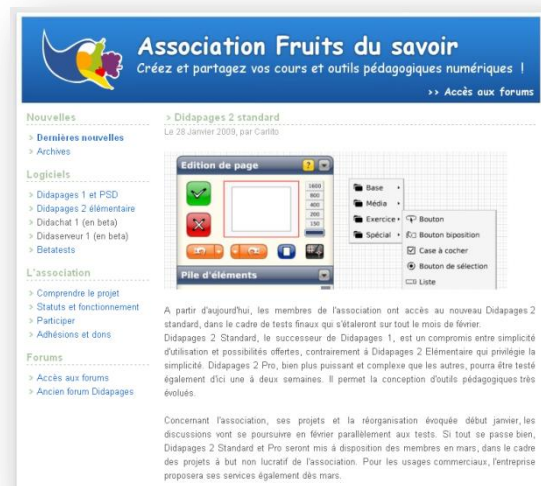 Association Fruits du savoir
Créez et partagez vos cours et outils pédagogiques numériques !
>> Accès aux forums
Nouvelles
> Dernières nouvelles
> Archives
Logiciels
> Didapages 1 et PSD
> Didapages 2 élémentaire
> Didachat 1 (en beta)
> Didaserveur 1 (en beta)
> Betatests
L'association
> Comprendre le projet
> Statuts et fonctionnement
> Participer
> Adhésions et dons
Forums
> Accès aux forums
> Ancien forum Didapages
> Didapages 2 standard
Le 28 Janvier 2009, par Carlito
Edition de page
?
1600
800
400
200
150
Pile d'éléments
Base
Média
Exercice
Spécial
Bouton
Bouton biposition
Case à cocher
Bouton de sélection
Liste
A partir d'aujourd'hui, les membres de l'association ont accès au nouveau Didapages 2
standard, dans le cadre de tests finaux qui s'étaleront sur tout le mois de février.
Didapages 2 Standard, le successeur de Didapages 1, est un compromis entre simplicité
d'utilisation et possibilités offertes, contrairement à Didapages 2 Elémentaire qui privilégie la
simplicité. Didapages 2 Pro, bien plus puissant et complexe que les autres, pourra être testé
également d'ici une à deux semaines. Il permet la conception d'outils pédagogiques très
évolués.
Concernant l'association, ses projets et la réorganisation évoquée début janvier, les
discussions vont se poursuivre en février parallèlement aux tests. Si tout se passe bien,
Didapages 2 Standard et Pro seront mis à disposition des membres en mars, dans le cadre
des projets à but non lucratif de l'association. Pour les usages commerciaux, l'entreprise
proposera ses services également dès mars.